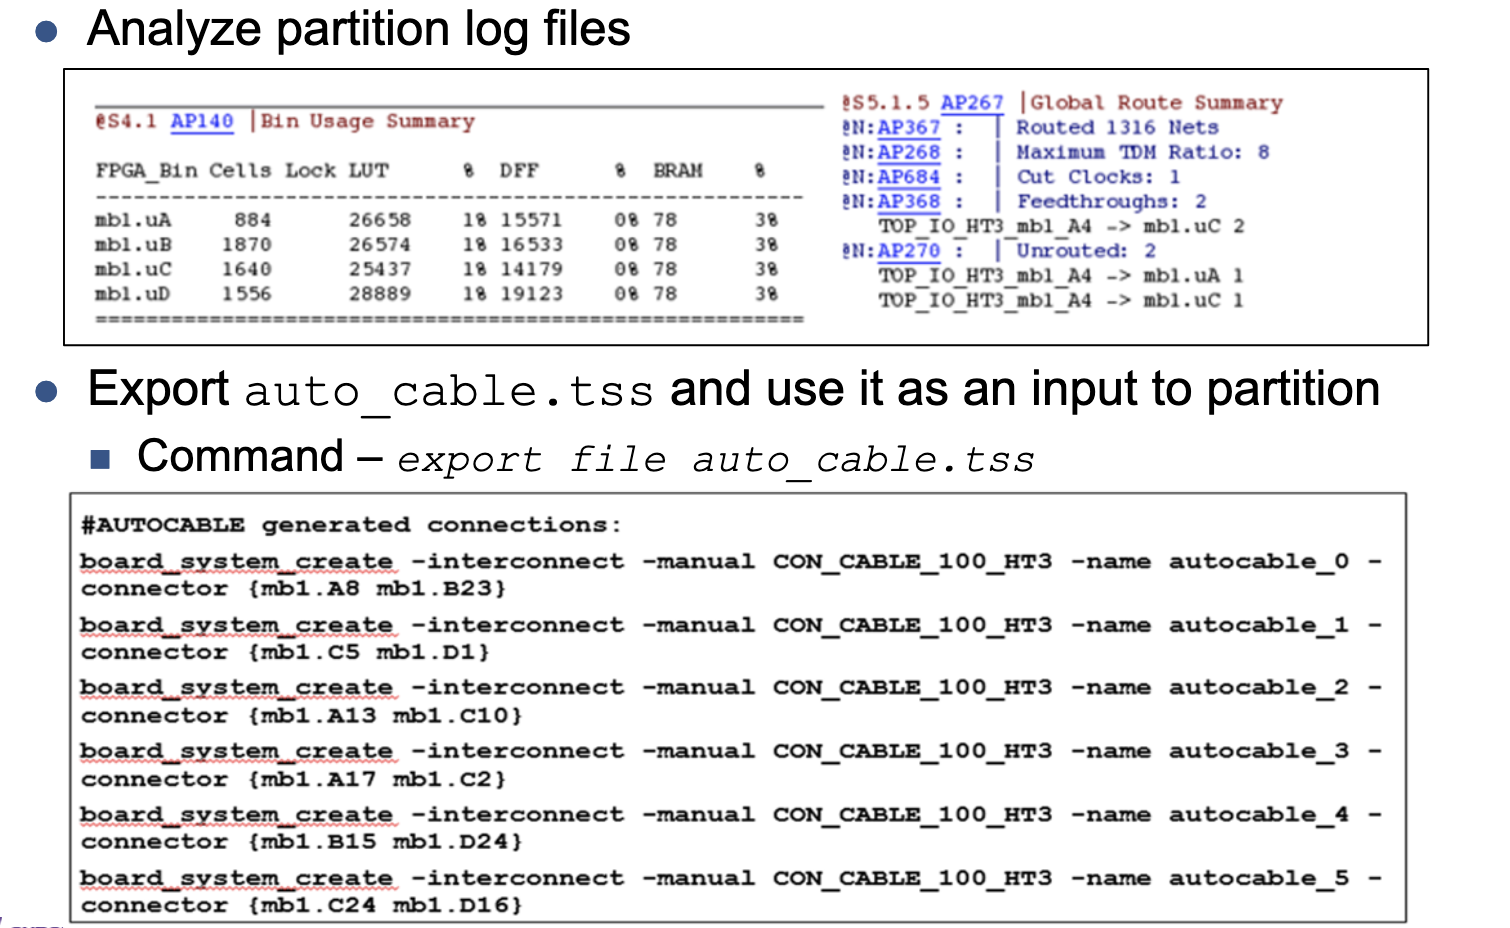 Analyze partition log files
@S4.1 AP140 |Bin Usage Summary
FPGA_Bin Cells Lock LUT % DFF % BRAM %
--------------------------------------------------------
mb1.uA 884 26658 1% 15571 0% 78 3%
mb1.uB 1870 26574 1% 16533 0% 78 3%
mb1.uC 1640 25437 1% 14179 0% 78 3%
mb1.uD 1556 28889 1% 19123 0% 78 3%
========================================================
@S5.1.5 AP267 |Global Route Summary
@N:AP367 : | Routed 1316 Nets
@N:AP268 : | Maximum TDM Ratio: 8
@N:AP684 : | Cut Clocks: 1
@N:AP368 : | Feedthroughs: 2
TOP_IO_HT3_mb1_A4 -> mb1.uC 2
@N:AP270 : | Unrouted: 2
TOP_IO_HT3_mb1_A4 -> mb1.uA 1
TOP_IO_HT3_mb1_A4 -> mb1.uC 1
Export auto_cable.tss and use it as an input to partition
Command – export file auto_cable.tss
#AUTOCABLE generated connections:
board_system_create -interconnect -manual CON_CABLE_100_HT3 -name autocable_0 -
connector {mb1.A8 mb1.B23}
board_system_create -interconnect -manual CON_CABLE_100_HT3 -name autocable_1 -
connector {mb1.C5 mb1.D1}
board_system_create -interconnect -manual CON_CABLE_100_HT3 -name autocable_2 -
connector {mb1.A13 mb1.C10}
board_system_create -interconnect -manual CON_CABLE_100_HT3 -name autocable_3 -
connector {mb1.A17 mb1.C2}
board_system_create -interconnect -manual CON_CABLE_100_HT3 -name autocable_4 -
connector {mb1.B15 mb1.D24}
board_system_create -interconnect -manual CON_CABLE_100_HT3 -name autocable_5 -
connector {mb1.C24 mb1.D16}